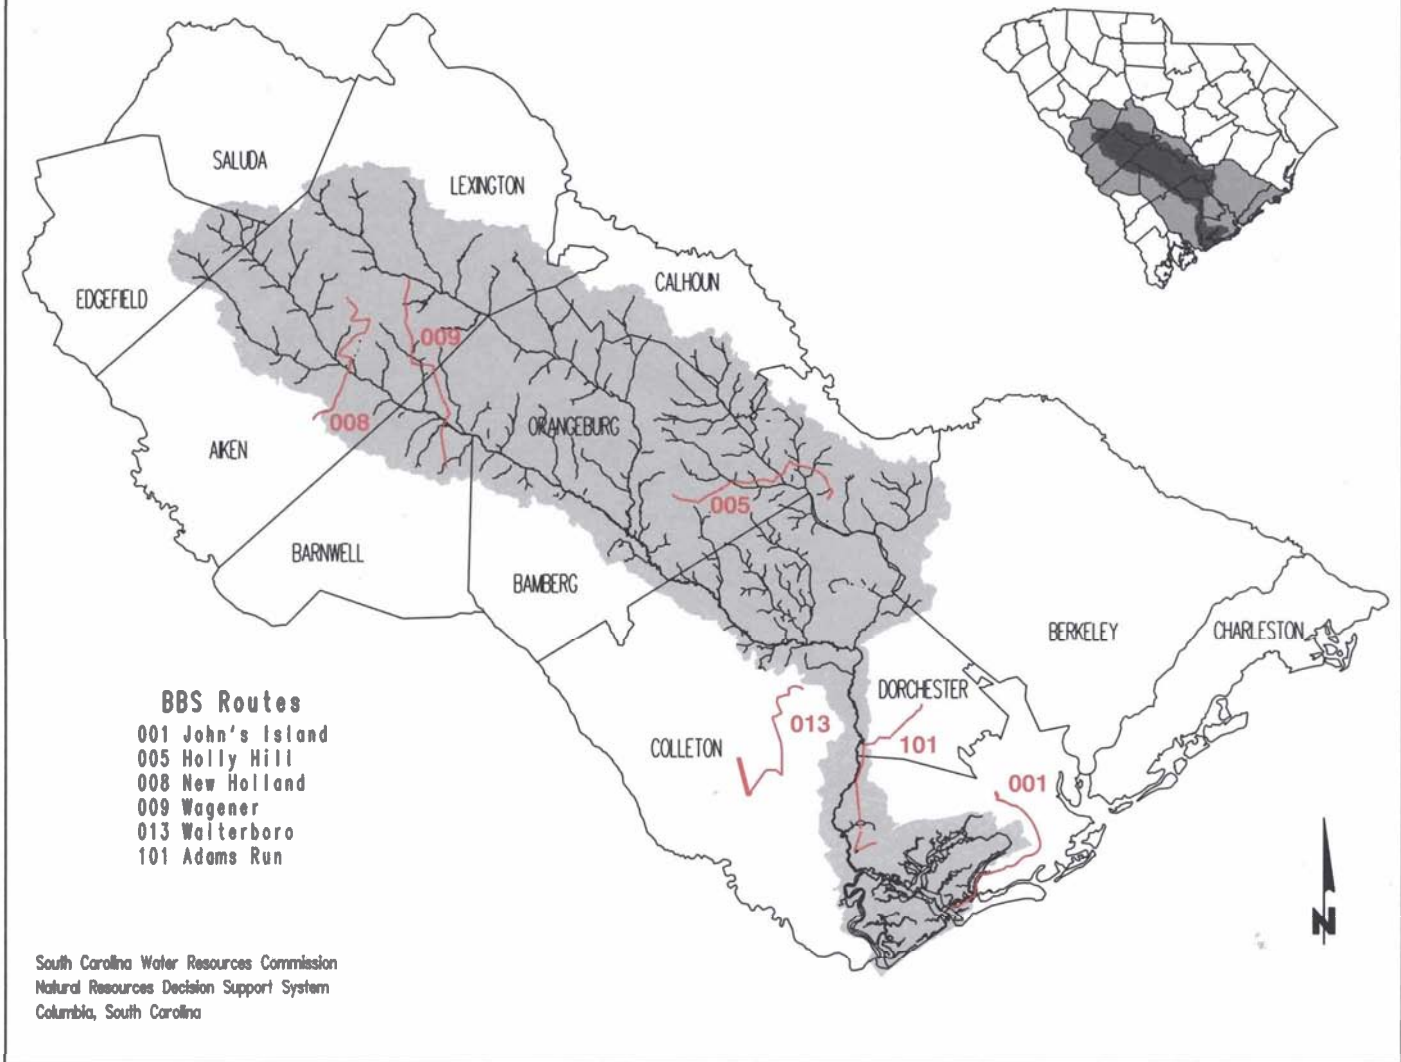 SALUDA
LEXINGTON
EDGEFIELD
CALHOUN
009
008
ORANGEBURG
AIKEN
005
BARNWELL
BAMBERG
BERKELEY
CHARLESTON
DORCHESTER
013
COLLETON
101
001
BBS Routes
001 John's Island
005 Holly Hill
008 New Holland
009 Wagener
013 Walterboro
101 Adams Run
N
South Carolina Water Resources Commission
Natural Resources Decision Support System
Columbia, South Carolina